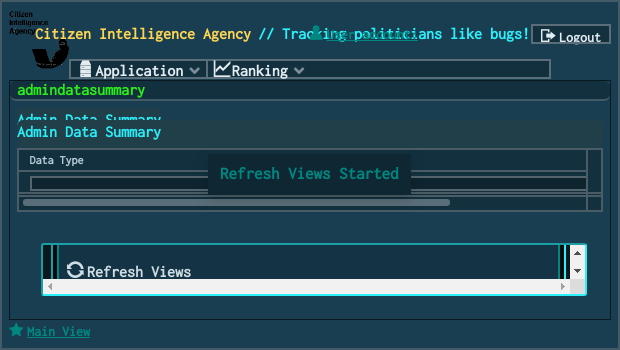 Citizen
Intelligence
Agency
Citizen Intelligence Agency // Tracking politicians like bugs!
Logout
Application
Ranking
admindatasummary
Admin Data Summary
Admin Data Summary
Data Type
Refresh Views Started
Refresh Views
Main View